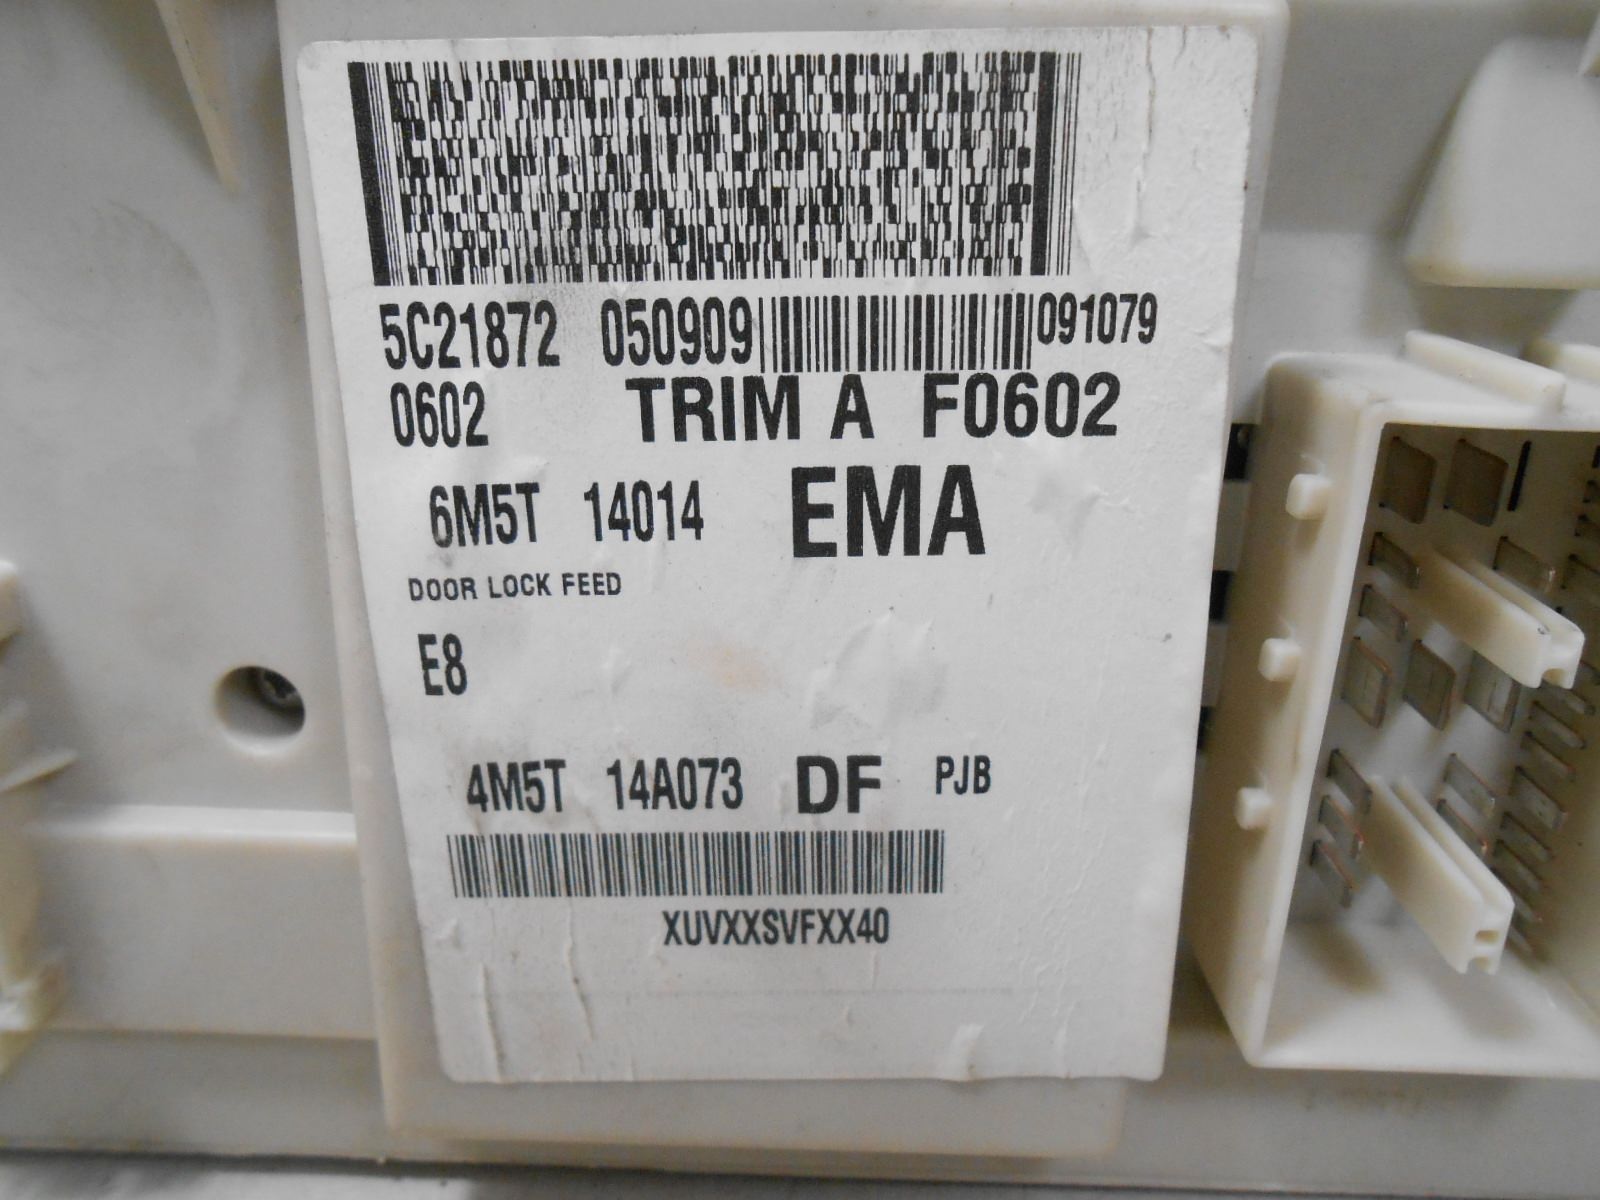 5C21872 050909 091079
0602 TRIM A F0602
6M5T 14014 EMA
DOOR LOCK FEED
E8
4M5T 14A073 DF PJB
XUVXXSVFXX40